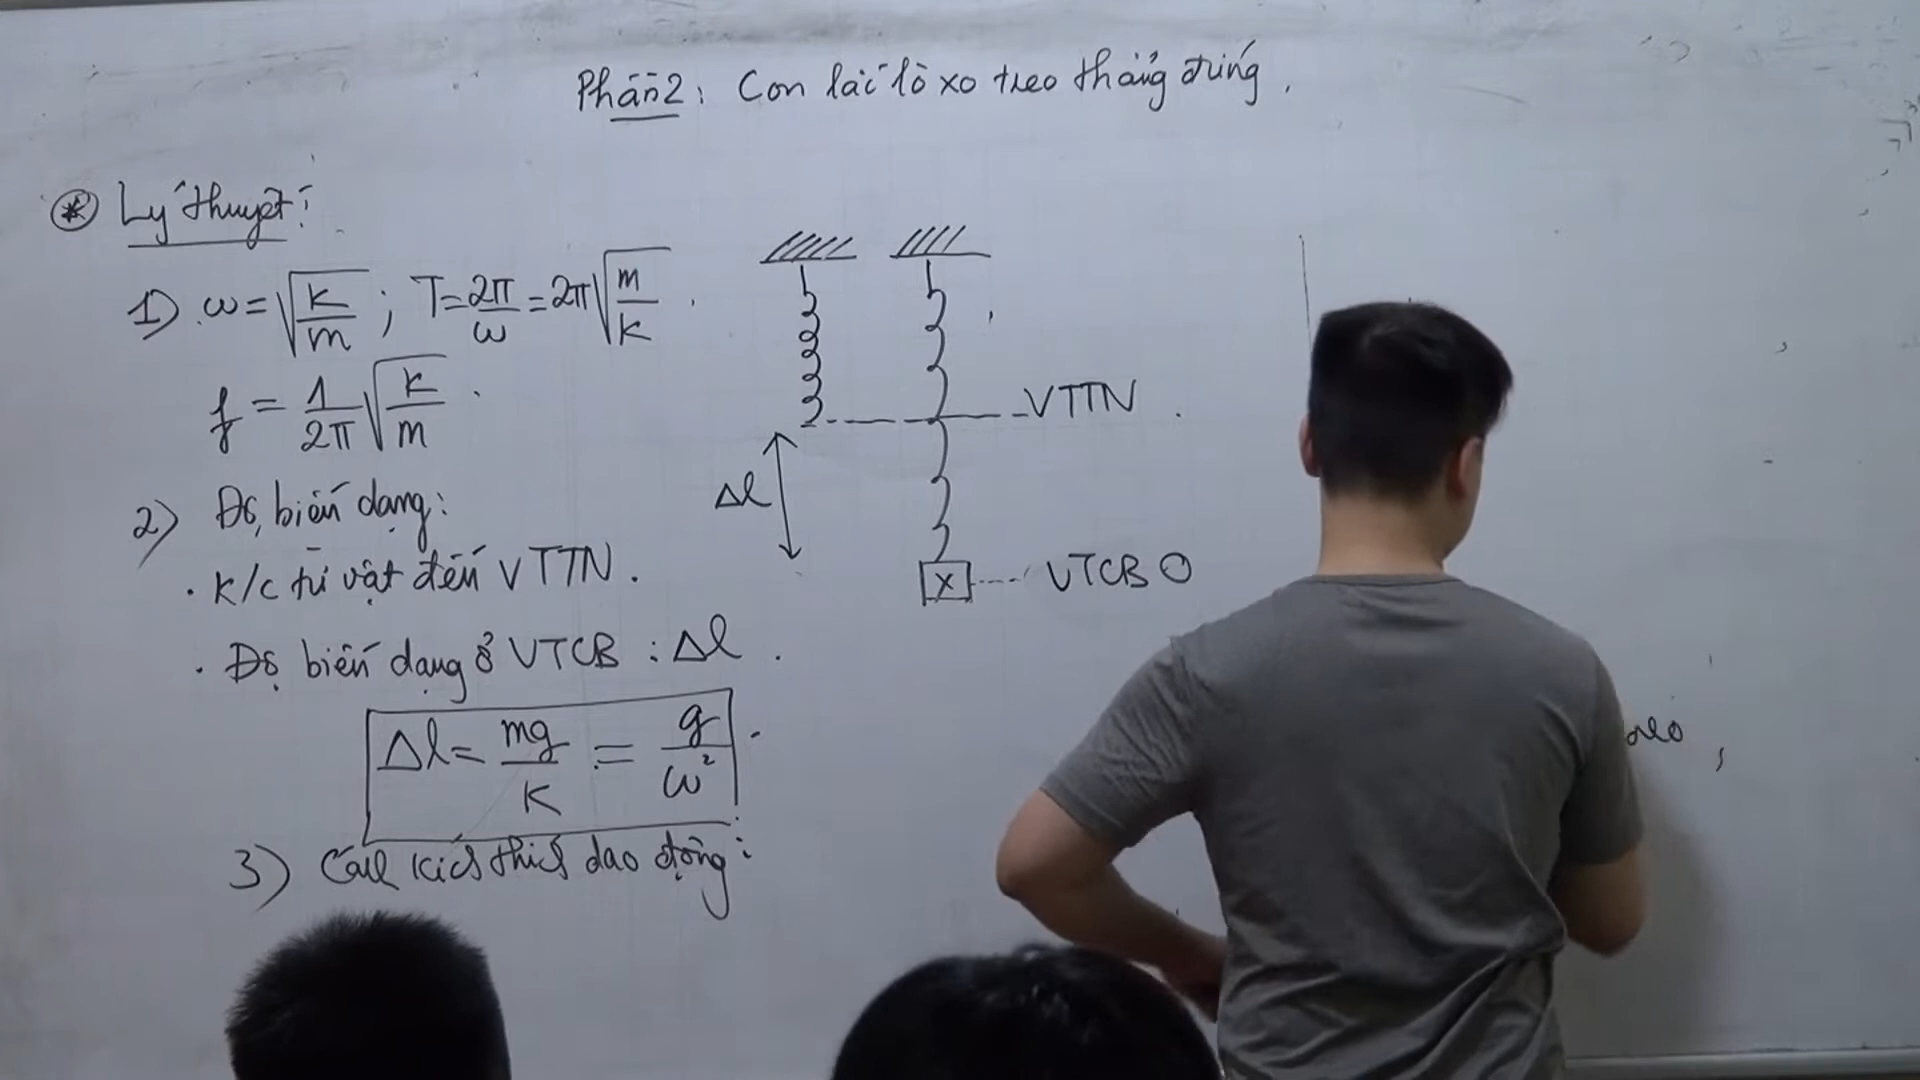 Phần 2: Con lắc lò xo treo thẳng đứng.
* Lý thuyết:
1) ω = √(k/m) ; T = 2π/ω = 2π√(m/k).
f = 1/2π √(k/m).
2) Độ biến dạng:
. K/c từ vật đến VTTN.
. Độ biến dạng ở VTCB : Δl.
Δl = mg/K = g/ω².
3) Cách kích thích dao động:
VTTN.
Δl
X
VTCB O